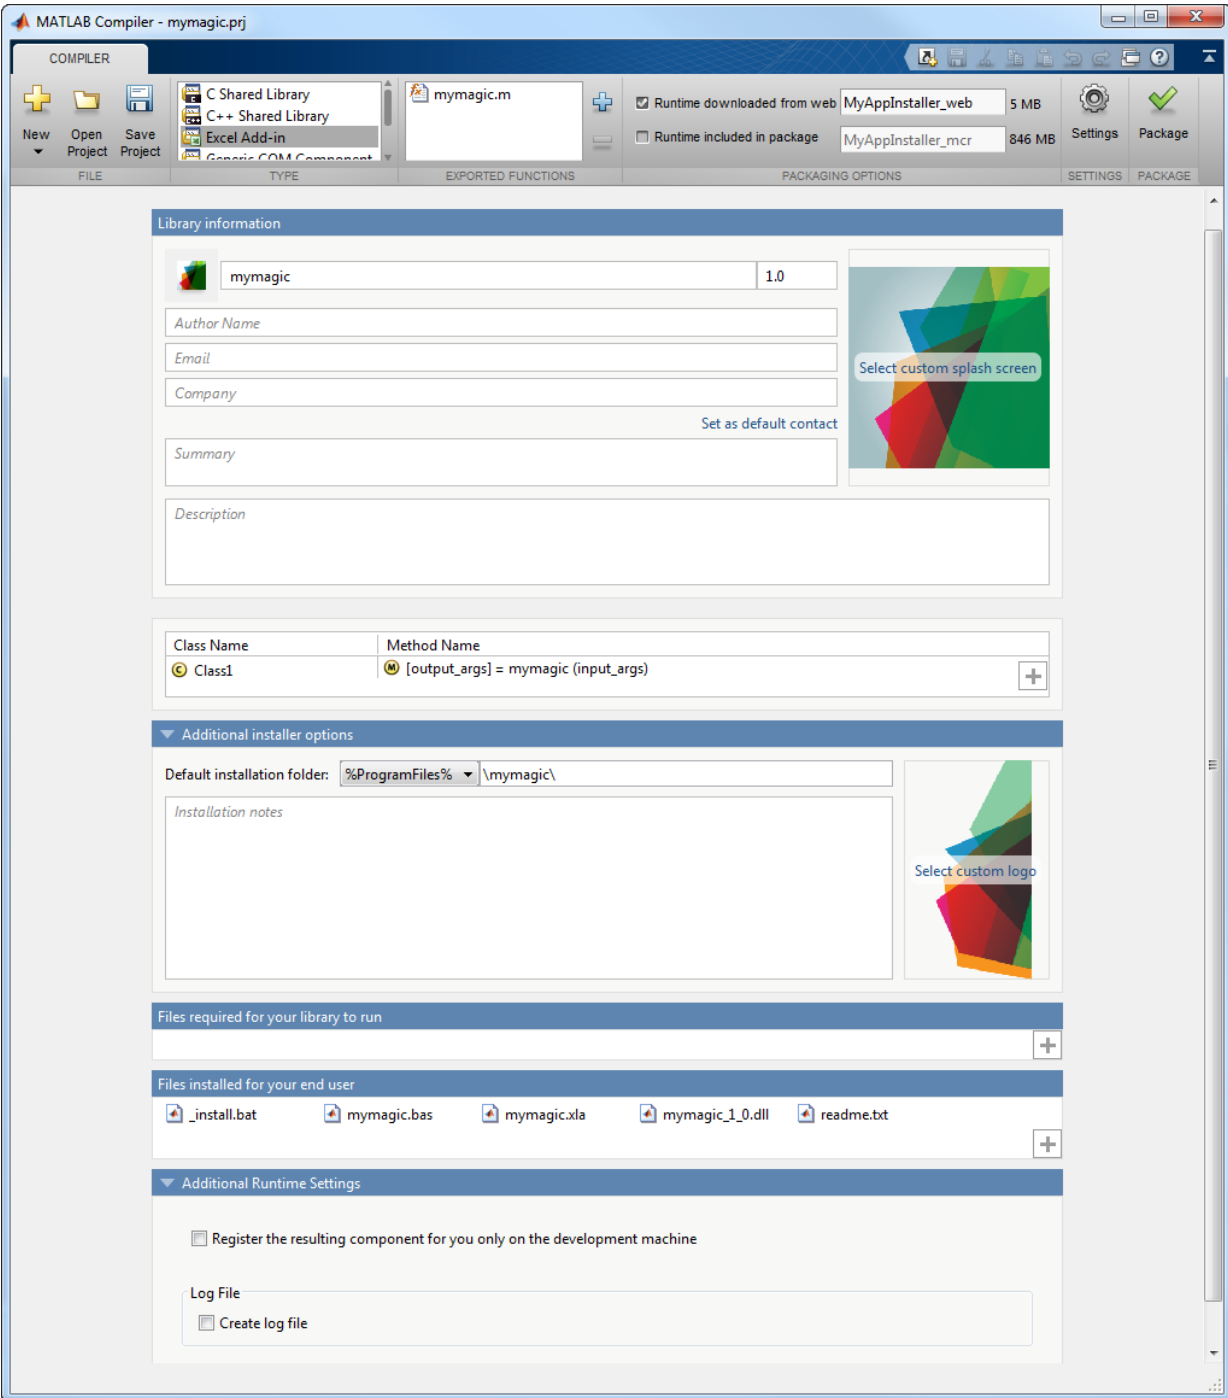 MATLAB Compiler - mymagic.prj
COMPILER
New
Open Project
Save Project
FILE
C Shared Library
C++ Shared Library
Excel Add-in
Generic COM Component
TYPE
mymagic.m
EXPORTED FUNCTIONS
Runtime downloaded from web MyAppInstaller_web 5 MB
Runtime included in package MyAppInstaller_mcr 846 MB
PACKAGING OPTIONS
Settings
SETTINGS
Package
PACKAGE
Library information
mymagic 1.0
Author Name
Email
Company
Set as default contact
Select custom splash screen
Summary
Description
Class Name Method Name
C Class1 M [output_args] = mymagic (input_args)
Additional installer options
Default installation folder: %ProgramFiles% \mymagic\
Installation notes
Select custom logo
Files required for your library to run
Files installed for your end user
_install.bat mymagic.bas mymagic.xla mymagic_1_0.dll readme.txt
Additional Runtime Settings
Register the resulting component for you only on the development machine
Log File
Create log file